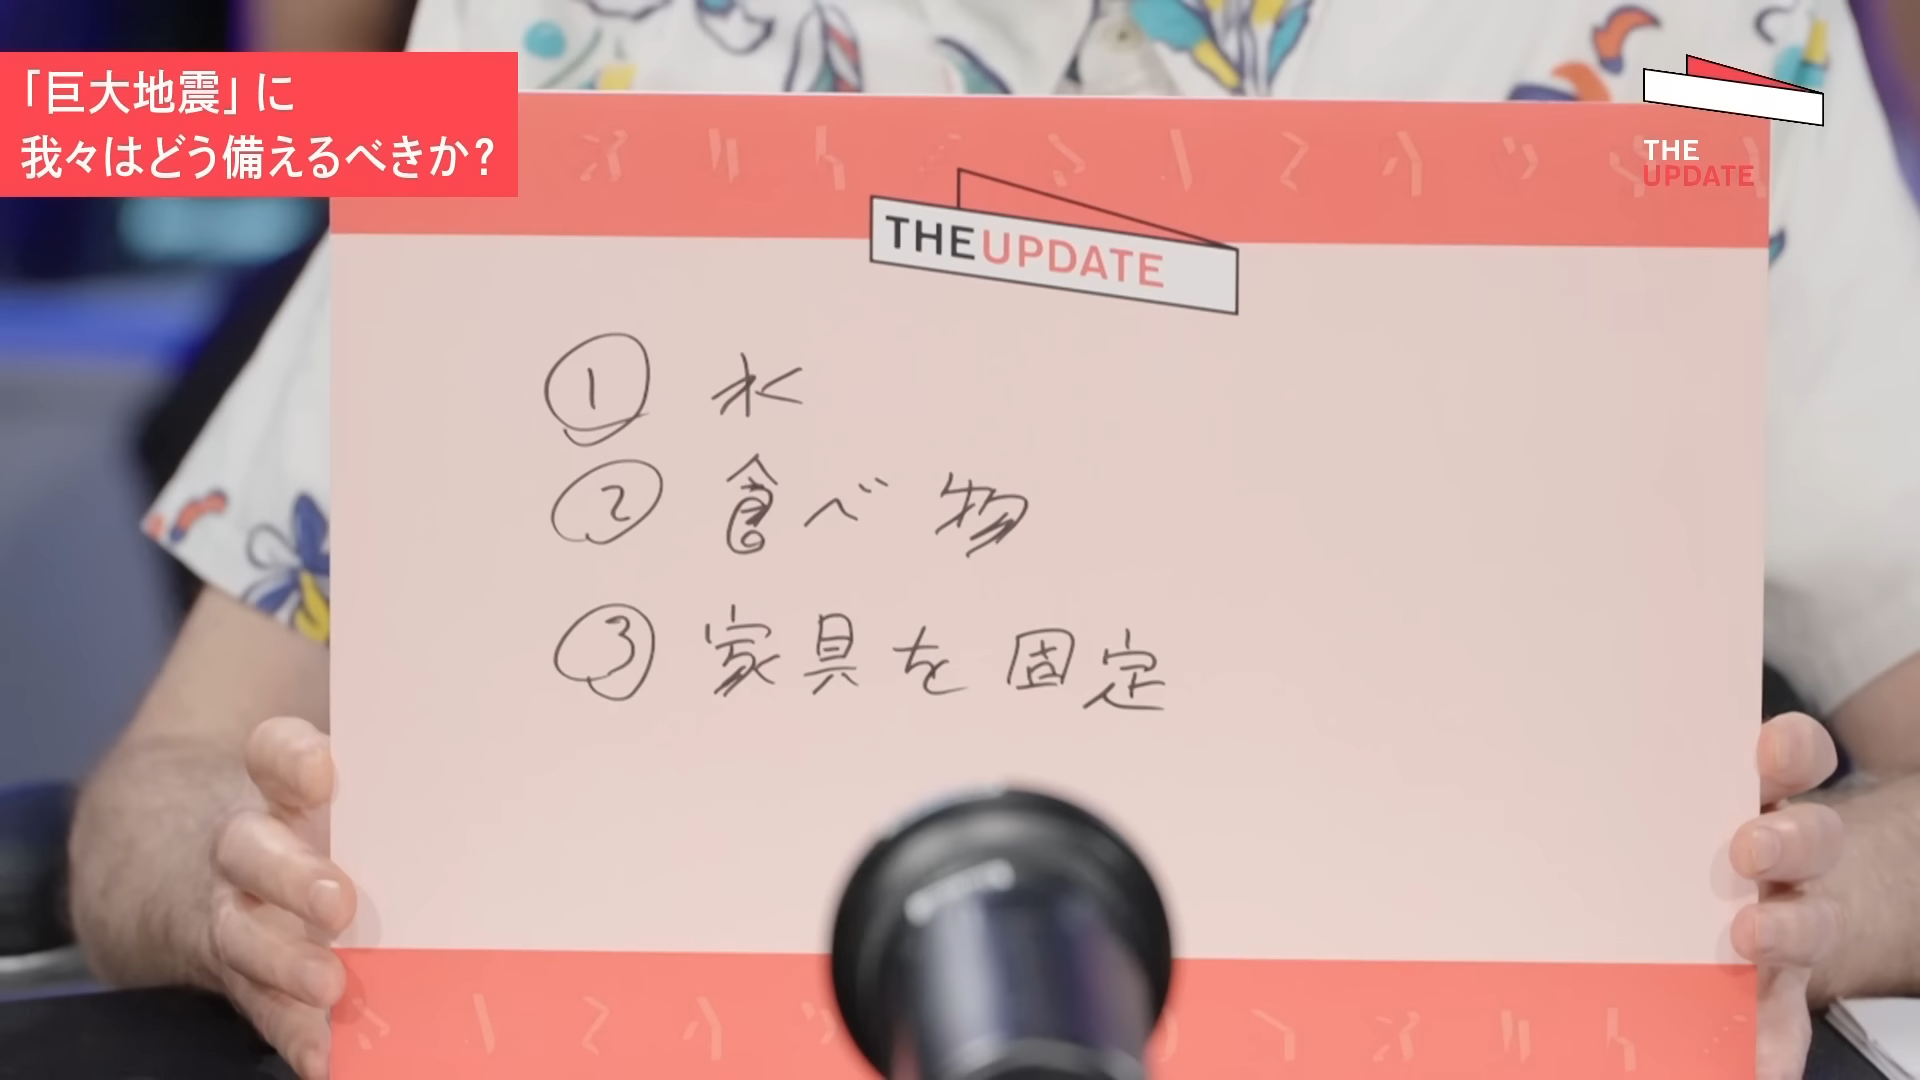 「巨大地震」に
我々はどう備えるべきか?
THE
UPDATE
THE UPDATE
① 水
② 食べ物
③ 家具を固定